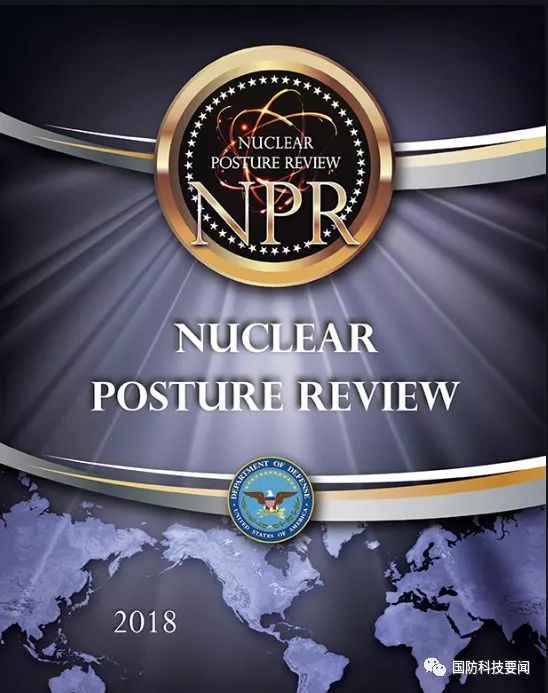 NUCLEAR
POSTURE REVIEW
NPR
NUCLEAR
POSTURE REVIEW
DEPARTMENT OF DEFENSE
UNITED STATES OF AMERICA
2018
国防科技要闻